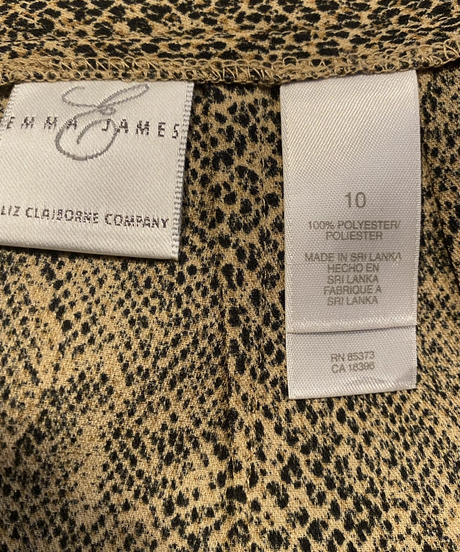 EMMA JAMES
LIZ CLAIBORNE COMPANY
10
100% POLYESTER/
POLIESTER
MADE IN SRI LANKA
HECHO EN
SRI LANKA
FABRIQUE A
SRI LANKA
RN 85373
CA 18396